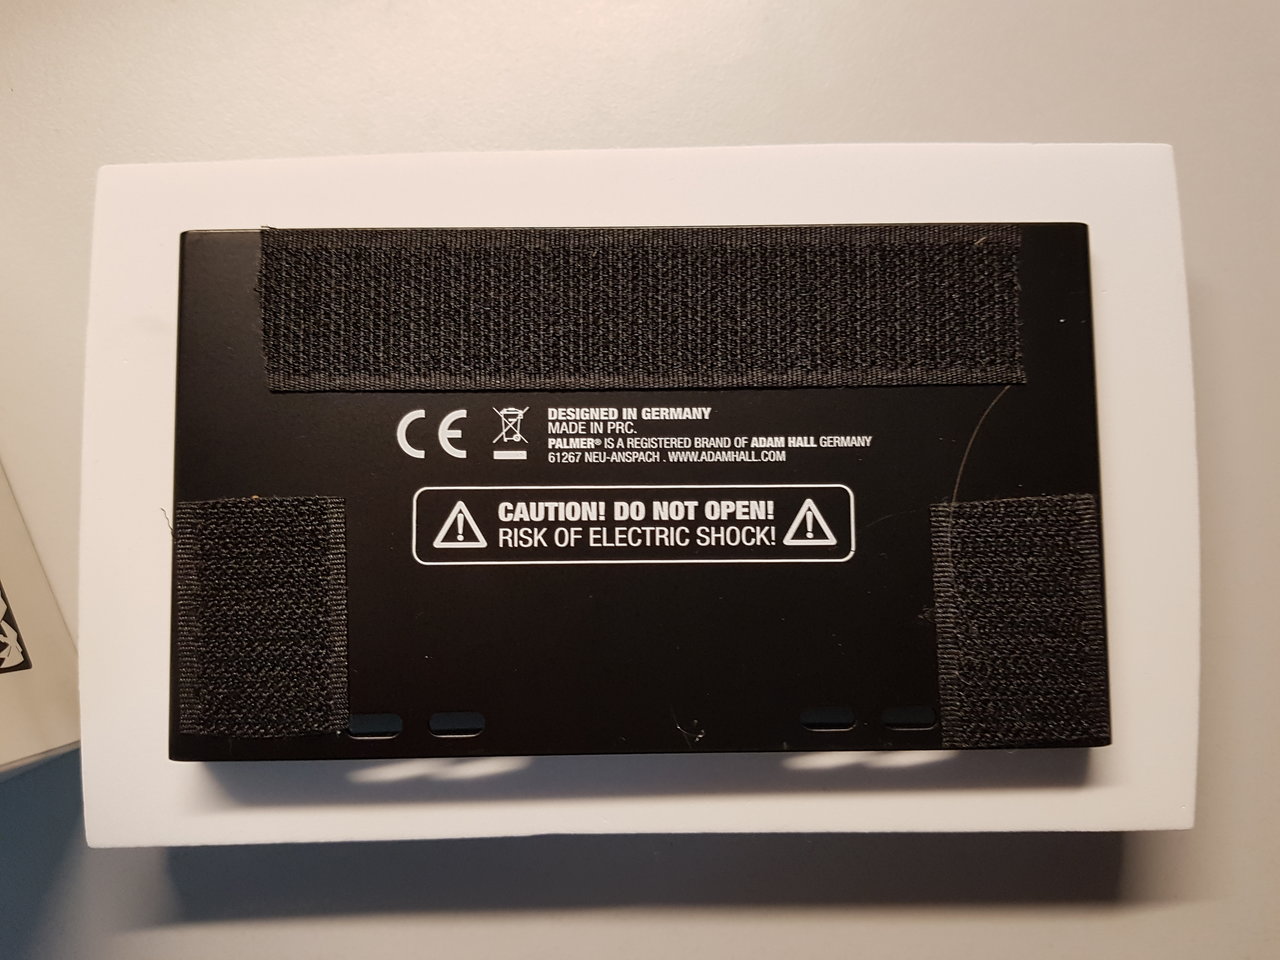 CE
DESIGNED IN GERMANY
MADE IN PRC.
PALMER® IS A REGISTERED BRAND OF ADAM HALL GERMANY
61267 NEU-ANSPACH . WWW.ADAMHALL.COM
CAUTION! DO NOT OPEN!
RISK OF ELECTRIC SHOCK!